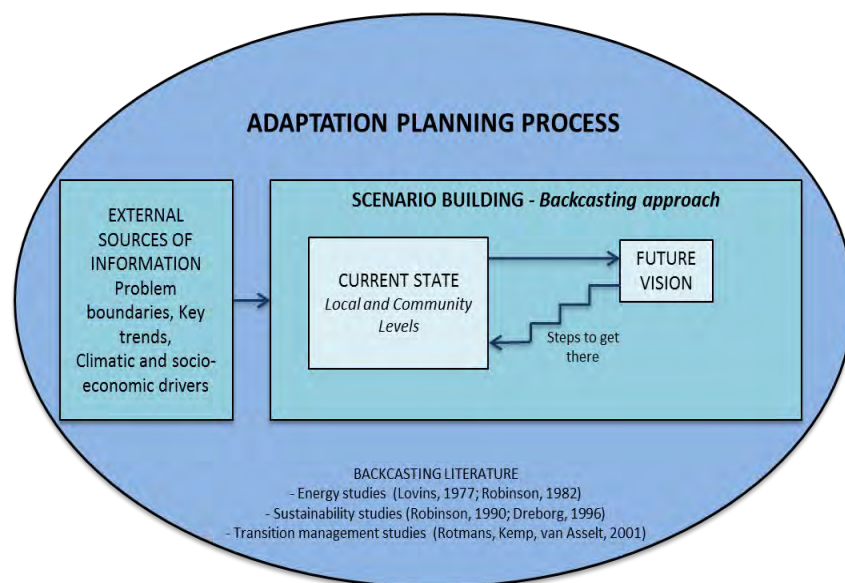 ADAPTATION PLANNING PROCESS
EXTERNAL
SOURCES OF
INFORMATION
Problem
boundaries, Key
trends,
Climatic and socio-
economic drivers
SCENARIO BUILDING - Backcasting approach
CURRENT STATE
Local and Community
Levels
FUTURE
VISION
Steps to get
there
BACKCASTING LITERATURE
- Energy studies (Lovins, 1977; Robinson, 1982)
- Sustainability studies (Robinson, 1990; Dreborg, 1996)
- Transition management studies (Rotmans, Kemp, van Asselt, 2001)